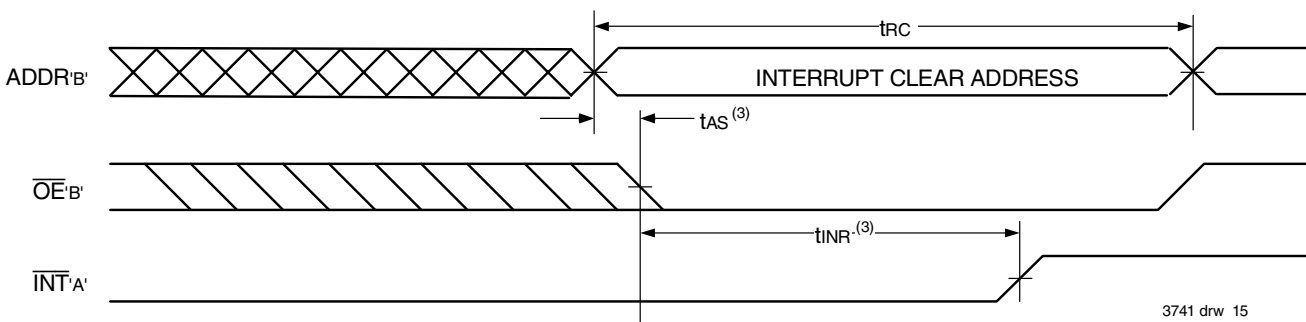 tRC
ADDR'B'
INTERRUPT CLEAR ADDRESS
tAS (3)
OE'B'
tINR (3)
INT'A'
3741 drw 15